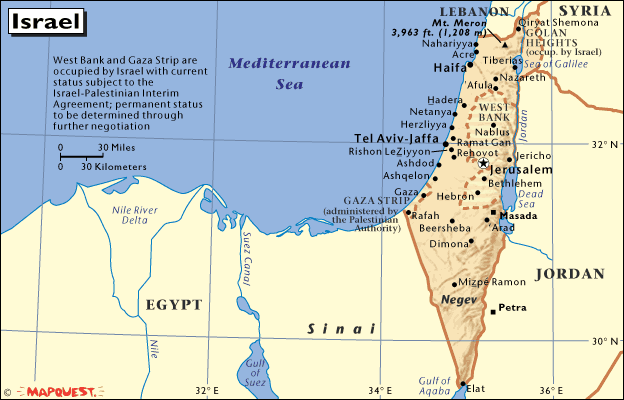 Israel
West Bank and Gaza Strip are
occupied by Israel with current
status subject to the
Israel-Palestinian Interim
Agreement; permanent status
to be determined through
further negotiation
0 30 Miles
0 30 Kilometers
Mediterranean
Sea
LEBANON
SYRIA
Mt. Meron
3,963 ft. (1,208 m)
Qiryat Shemona
GOLAN
HEIGHTS
(occup. by Israel)
Nahariyya
Acre
Tiberias
Sea of Galilee
Haifa
Nazareth
'Afula
Hadera
Netanya
WEST
BANK
Jordan
Herzliyya
Nablus
Tel Aviv-Jaffa
Ramat Gan
32°N
Rishon LeZiyyon
Rehovot
Jericho
Ashdod
Jerusalem
Ashqelon
Bethlehem
Gaza
Hebron
Dead
Sea
GAZA STRIP
(administered by
the Palestinian
Authority)
Rafah
Masada
Beersheba
'Arad
Dimona
Nile River
Delta
Suez Canal
JORDAN
Mizpe Ramon
EGYPT
Negev
Petra
Sinai
Nile
30°N
Gulf
of
Suez
Gulf of
Aqaba
Elat
32°E
34°E
36°E
© MAPQUEST.